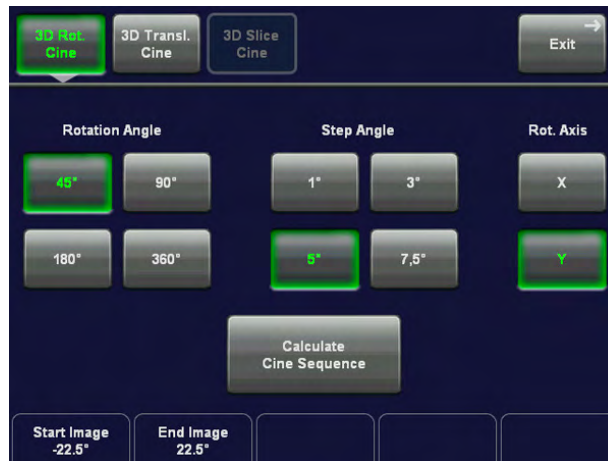 3D Rot. 3D Transl. 3D Slice
Cine Cine Cine
Exit
Rotation Angle Step Angle Rot. Axis
45° 90° 1° 3° X
180° 360° 5° 7,5° Y
Calculate
Cine Sequence
Start Image End Image
-22.5° 22.5°